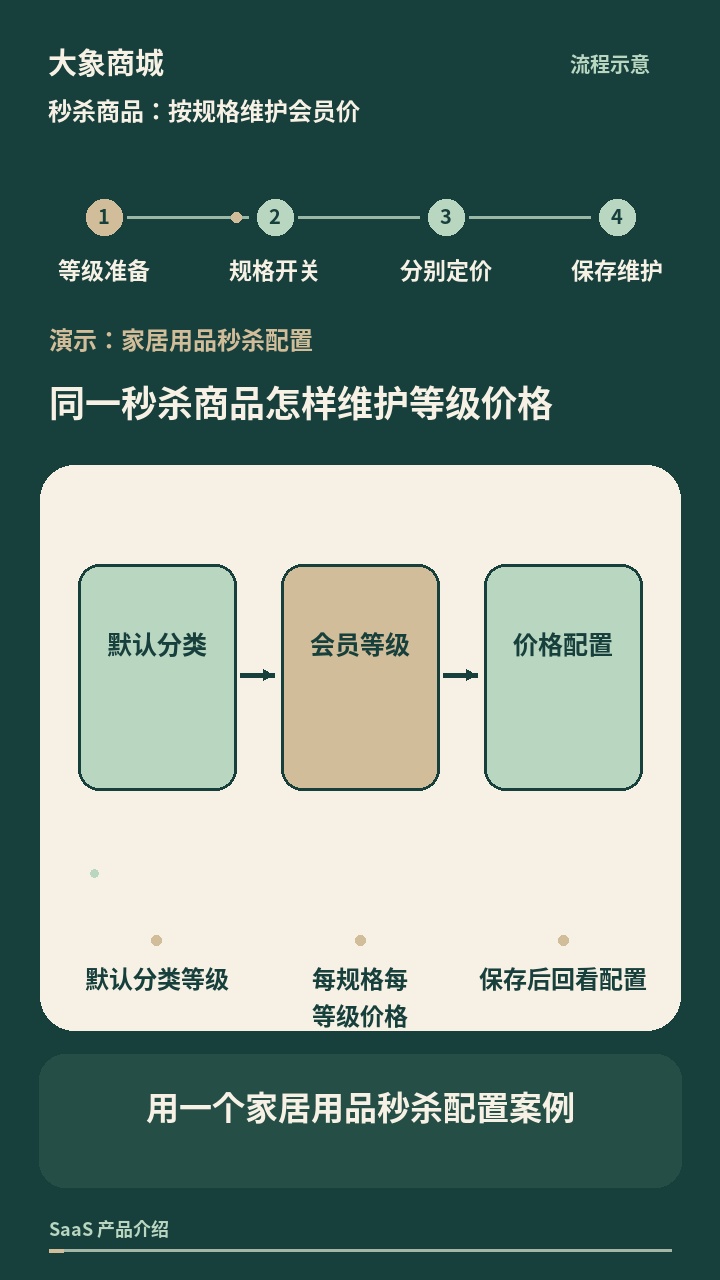 大象商城
流程示意
秒杀商品：按规格维护会员价
1
2
3
4
等级准备
规格开关
分别定价
保存维护
演示：家居用品秒杀配置
同一秒杀商品怎样维护等级价格
默认分类
会员等级
价格配置
默认分类等级
每规格每
等级价格
保存后回看配置
用一个家居用品秒杀配置案例
SaaS 产品介绍